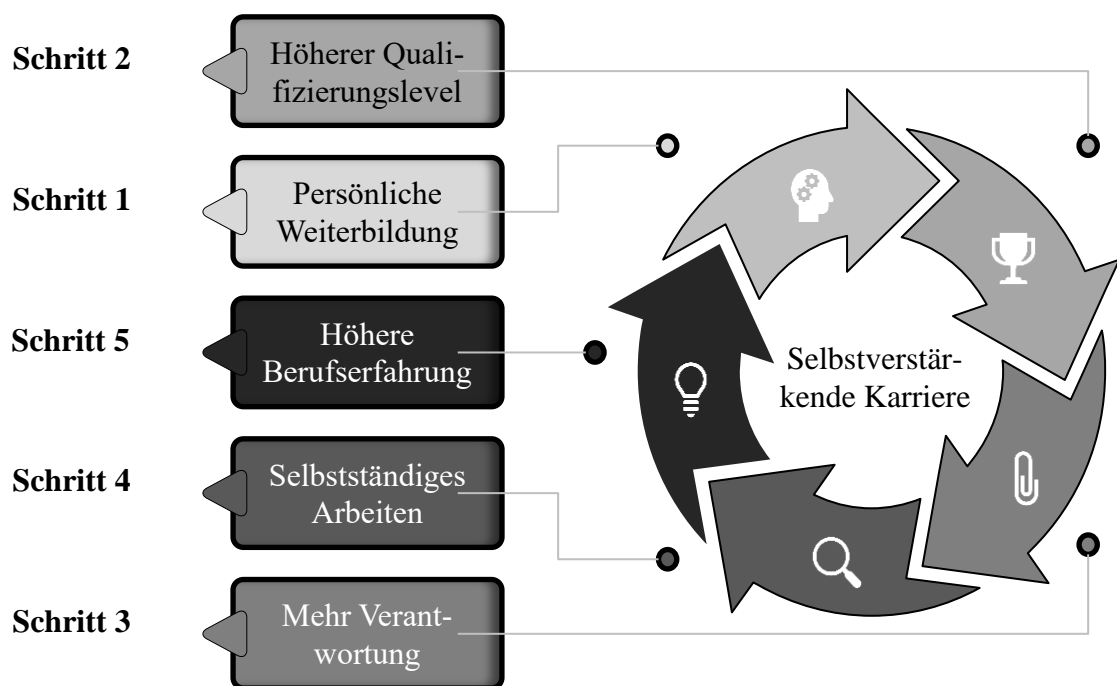 Schritt 2
Höherer Quali-
fizierungslevel
Schritt 1
Persönliche
Weiterbildung
Schritt 5
Höhere
Berufserfahrung
Schritt 4
Selbstständiges
Arbeiten
Schritt 3
Mehr Verant-
wortung
Selbstverstär-
kende Karriere